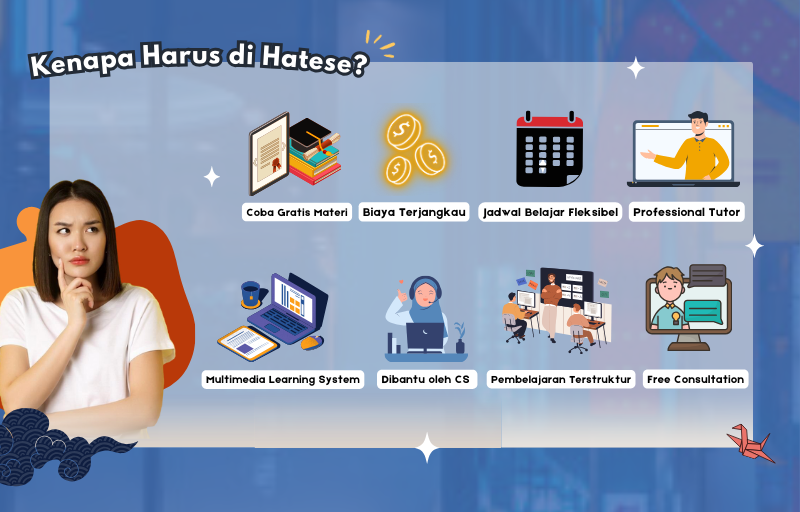 Kenapa Harus di Hatese?
Coba Gratis Materi
Biaya Terjangkau
Jadwal Belajar Fleksibel
Professional Tutor
Multimedia Learning System
Dibantu oleh CS
Pembelajaran Terstruktur
Free Consultation